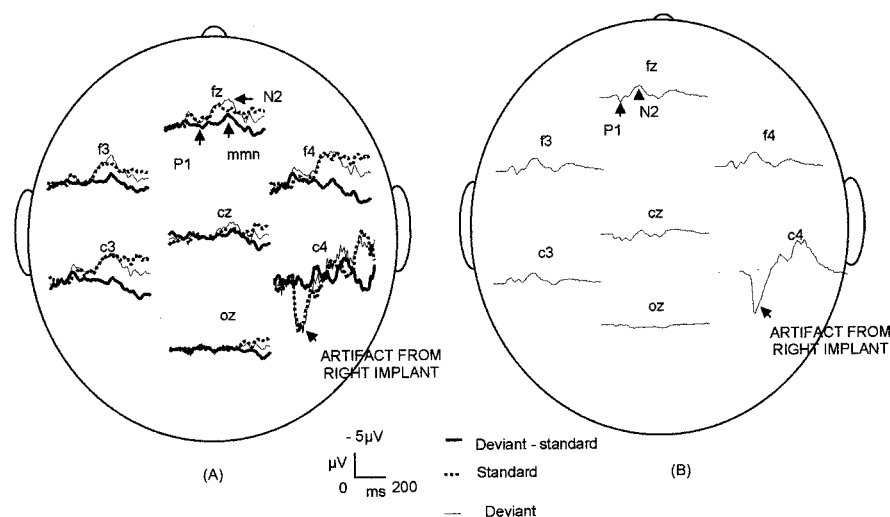 fz
N2
P1
mmn
f3
f4
cz
c3
c4
oz
ARTIFACT FROM
RIGHT IMPLANT
(A)
fz
P1
N2
f3
f4
cz
c3
c4
oz
ARTIFACT FROM
RIGHT IMPLANT
(B)
- 5µV
µV
0 ms 200
Deviant - standard
Standard
Deviant